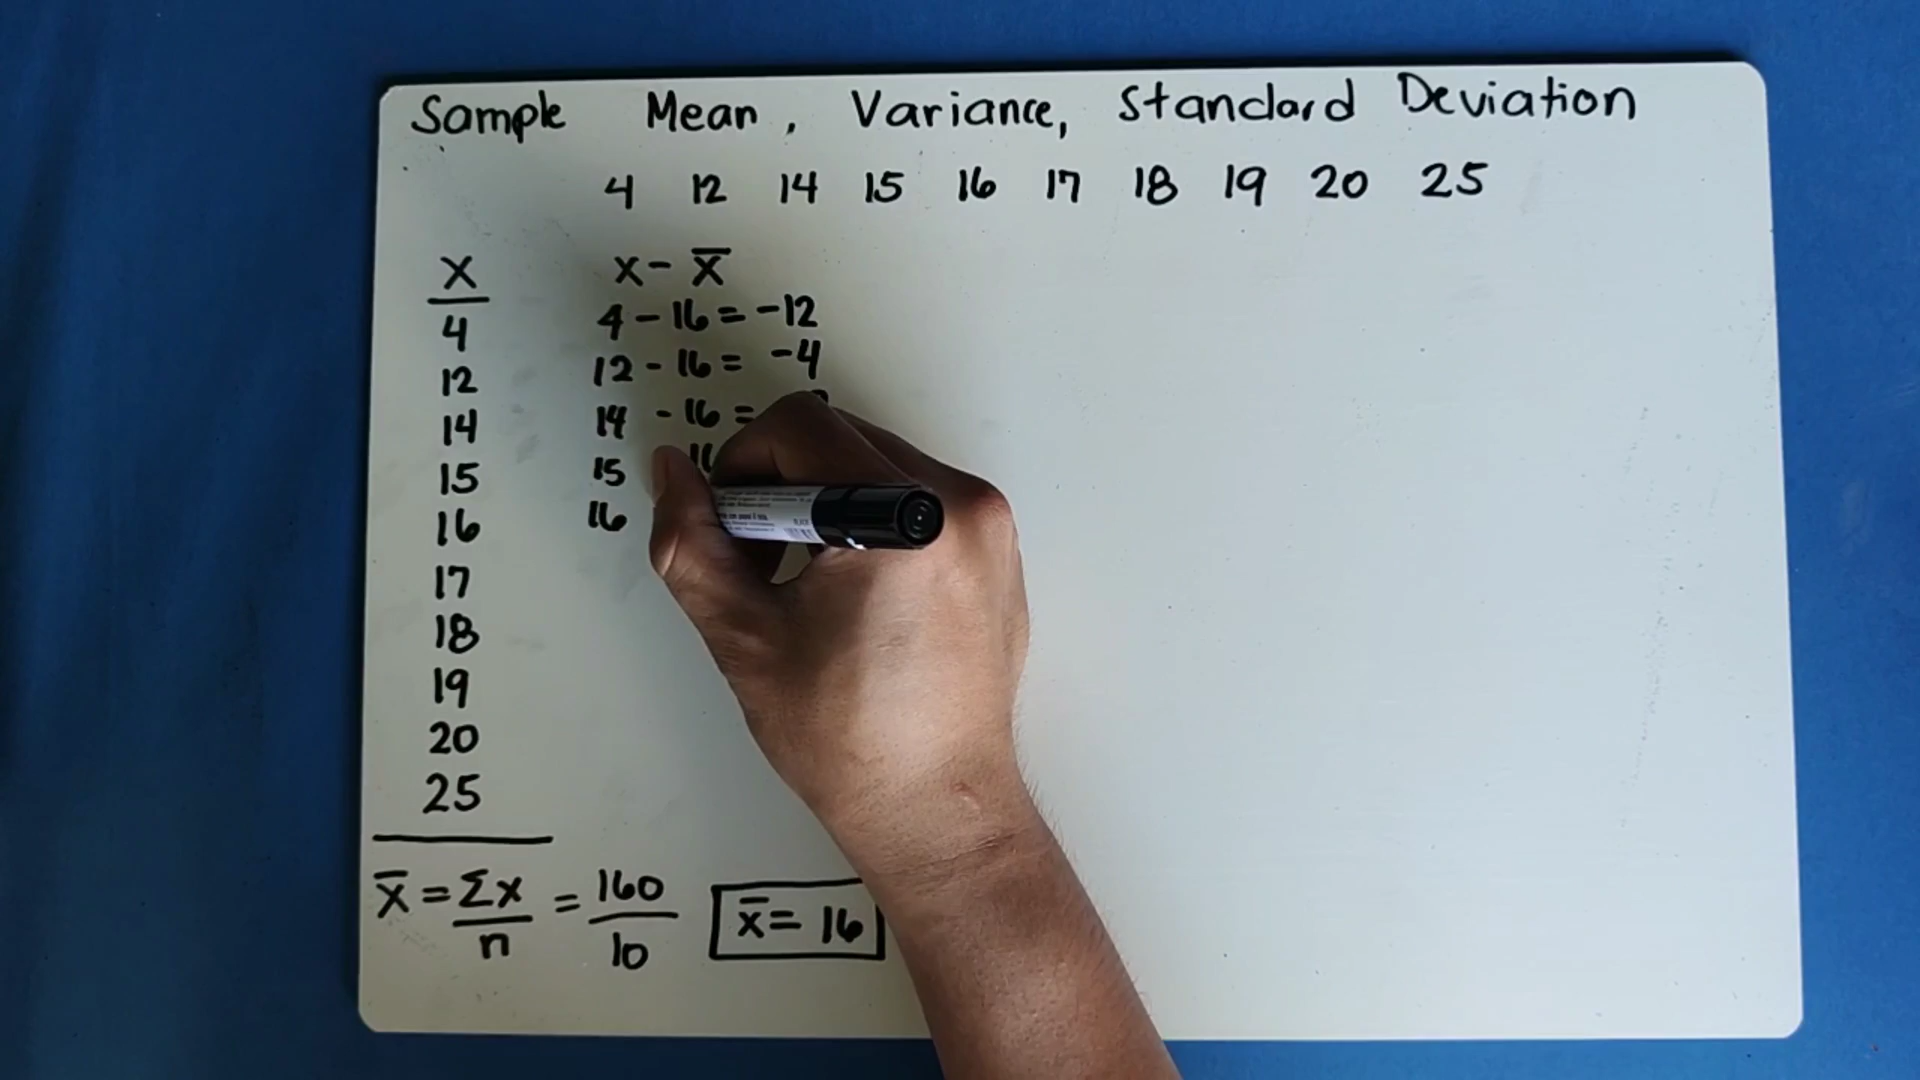 Sample Mean, Variance, Standard Deviation
4 12 14 15 16 17 18 19 20 25
X
4
12
14
15
16
17
18
19
20
25
x - x̅
4 - 16 = -12
12 - 16 = -4
14 - 16 =
15 16
16
x̅ = Σx/n = 160/10
x̅ = 16